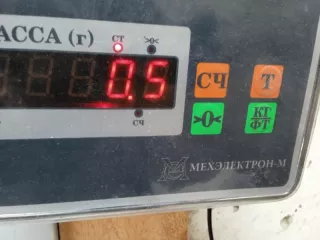 АССА (г)
СТ >0<
0.5
СЧ Т
СЧ >0< КГ
ФТ
МЕХЭЛЕКТРОН-М